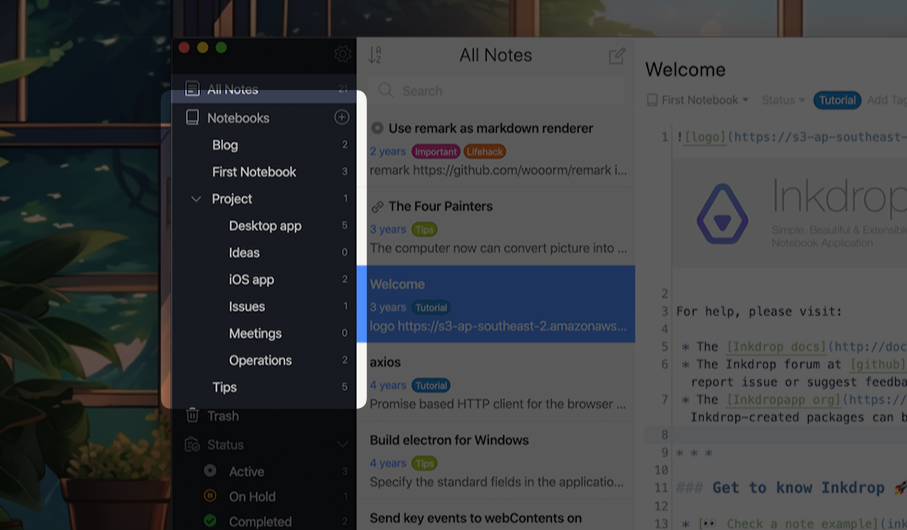 All Notes 21
Notebooks
Blog 2
First Notebook 3
Project 1
Desktop app 5
Ideas 0
iOS app 2
Issues 1
Meetings 0
Operations 2
Tips 5
Trash
Status
Active 3
On Hold 1
Completed 2
All Notes
Search
Use remark as markdown renderer
2 years Important Lifehack
remark https://github.com/wooorm/remark i...
The Four Painters
3 years Tips
The computer now can convert picture into ...
Welcome
3 years Tutorial
logo https://s3-ap-southeast-2.amazonaws...
axios
4 years Tutorial
Promise based HTTP client for the browser ...
Build electron for Windows
4 years Tips
Specify the standard fields in the applicatio...
Send key events to webContents on
Welcome
First Notebook Status Tutorial Add Tag
1 ![logo](https://s3-ap-southeast-
Inkdrop
Simple, Beautiful & Extensible
Notebook Application
2
3 For help, please visit:
4
5 * The [Inkdrop docs](http://doc
6 * The Inkdrop forum at [github]
report issue or suggest feedba
7 * The [Inkdropapp org](https://
Inkdrop-created packages can b
8
9 * * *
10
11 ### Get to know Inkdrop 🚀
12
13 * [👀 Check a note example](ink